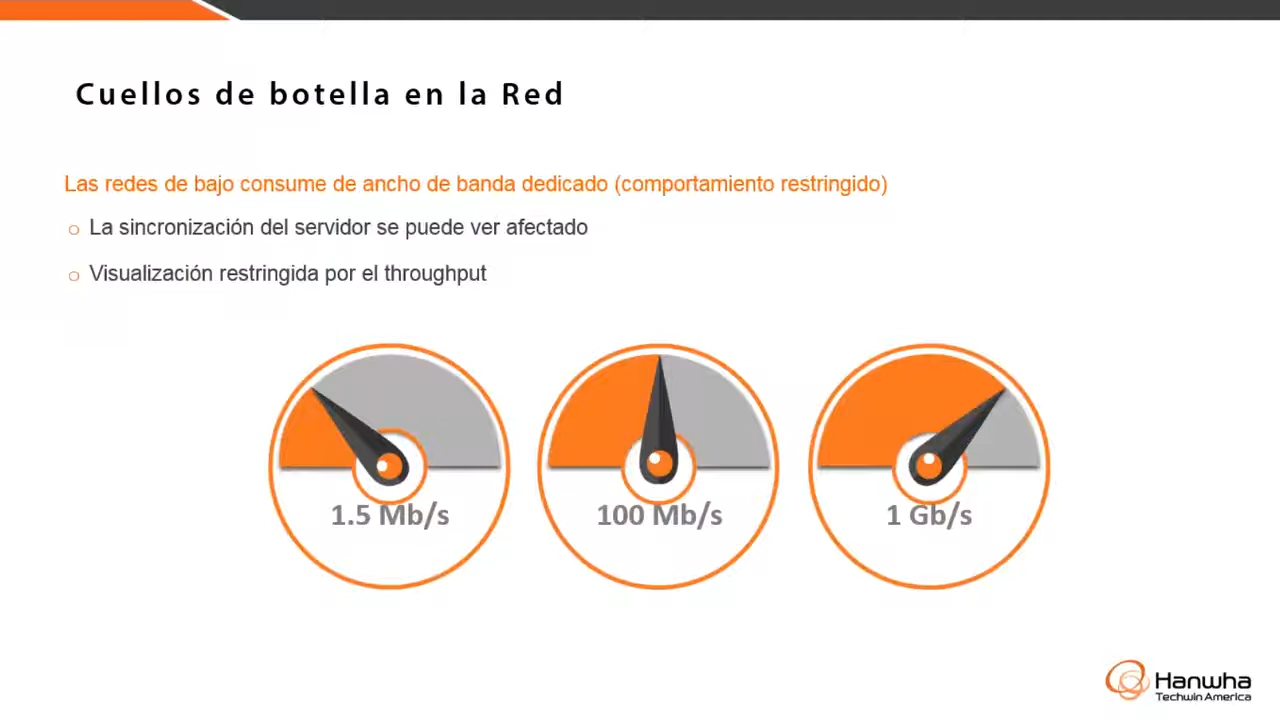 Cuellos de botella en la Red
Las redes de bajo consume de ancho de banda dedicado (comportamiento restringido)
o La sincronización del servidor se puede ver afectado
o Visualización restringida por el throughput
1.5 Mb/s
100 Mb/s
1 Gb/s
Hanwha
Techwin America